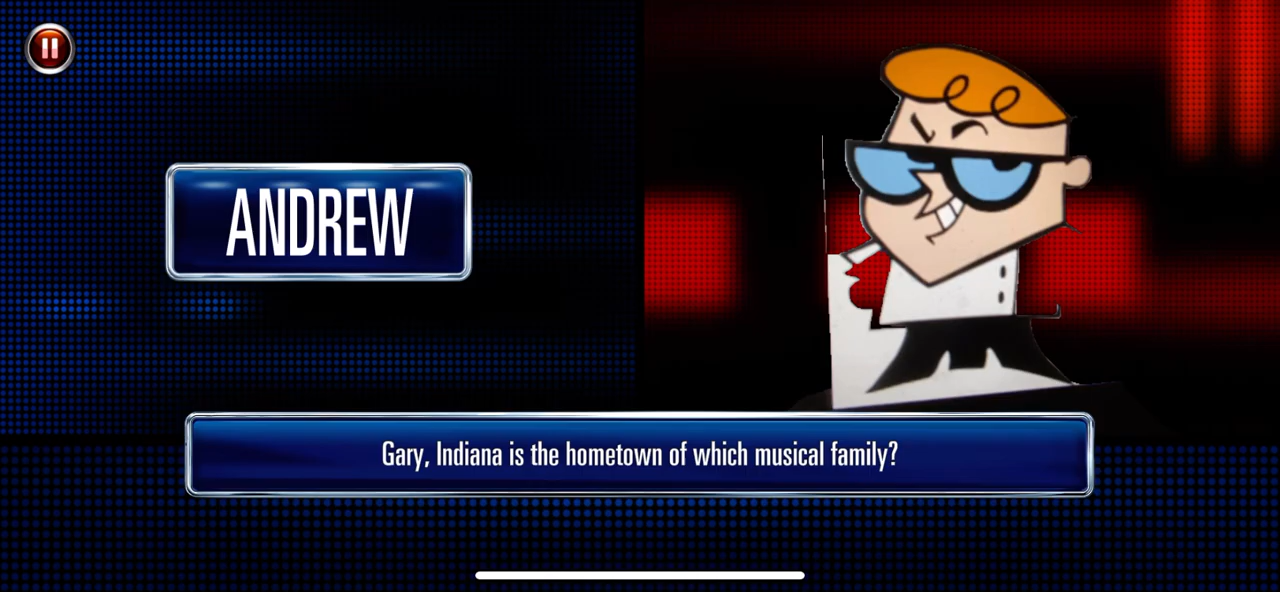 ANDREW
Gary, Indiana is the hometown of which musical family?